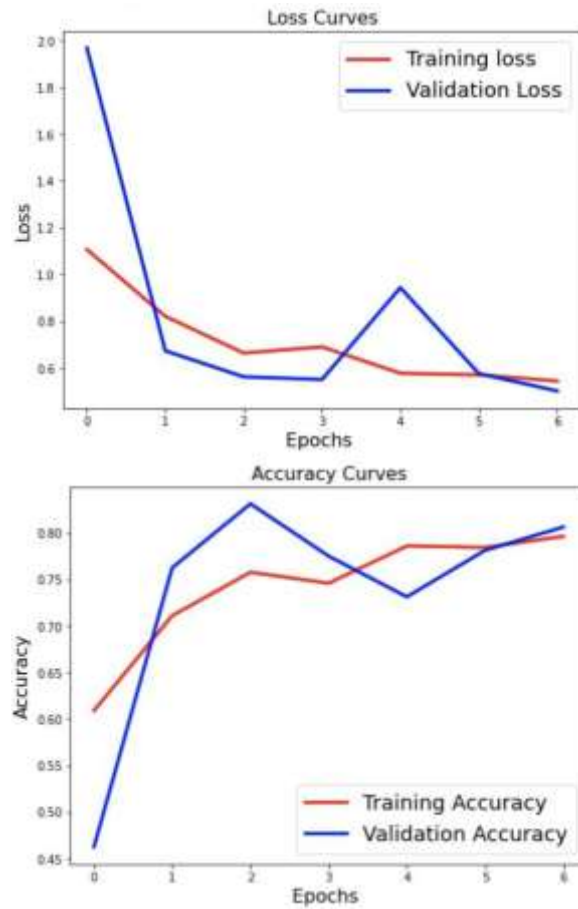 Loss Curves
2.0
1.8
1.6
1.4
1.2
1.0
0.8
0.6
Loss
Training loss
Validation Loss
0 1 2 3 4 5 6
Epochs
Accuracy Curves
0.80
0.75
0.70
0.65
0.60
0.55
0.50
0.45
Accuracy
Training Accuracy
Validation Accuracy
0 1 2 3 4 5 6
Epochs